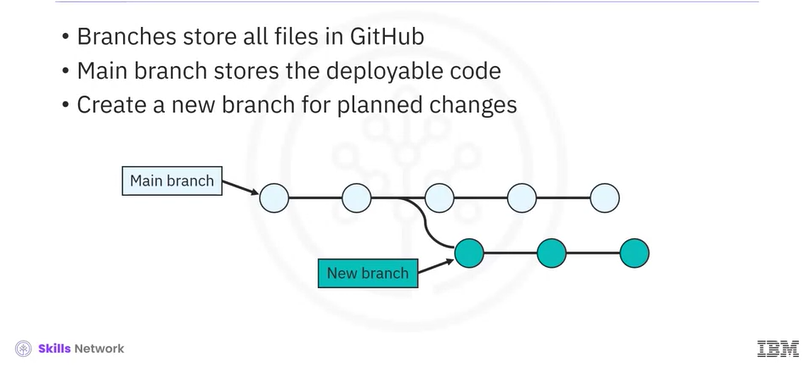 • Branches store all files in GitHub
• Main branch stores the deployable code
• Create a new branch for planned changes
Main branch
New branch
Skills Network
IBM